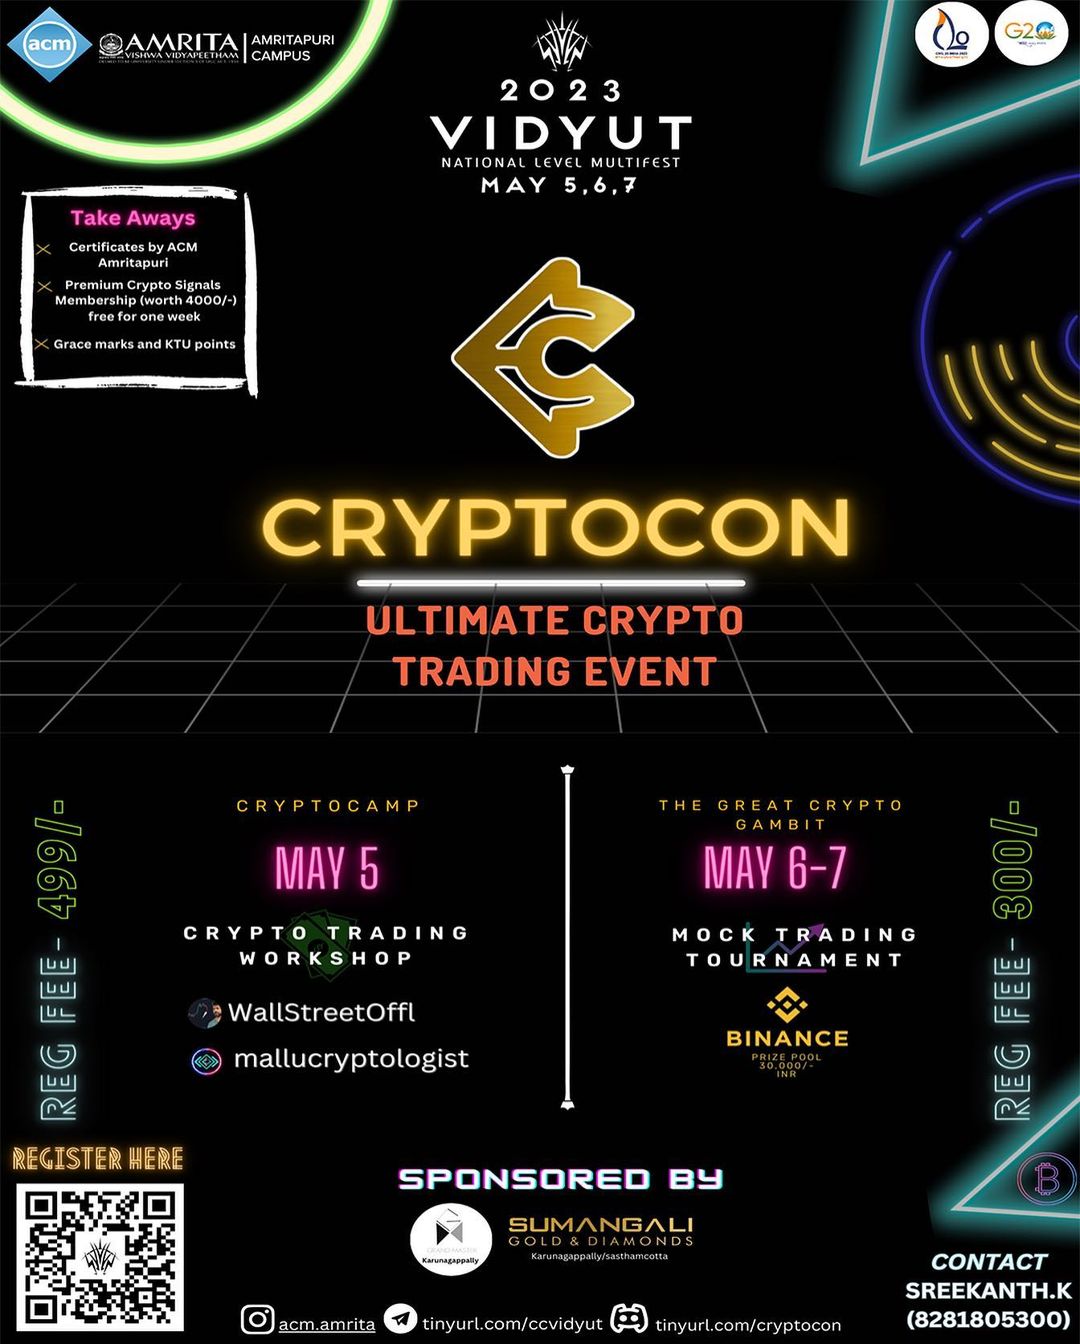 acm
AMRITA
VISHWA VIDYAPEETHAM
AMRITAPURI
CAMPUS
2023
VIDYUT
NATIONAL LEVEL MULTIFEST
MAY 5,6,7
G20
Take Aways
Certificates by ACM
Amritapuri
Premium Crypto Signals
Membership (worth 4000/-)
free for one week
Grace marks and KTU points
CRYPTOCON
ULTIMATE CRYPTO
TRADING EVENT
REG FEE- 499/-
CRYPTOCAMP
MAY 5
CRYPTO TRADING
WORKSHOP
WallStreetOffl
mallucryptologist
THE GREAT CRYPTO
GAMBIT
MAY 6-7
MOCK TRADING
TOURNAMENT
BINANCE
PRIZE POOL
30,000/-
INR
REG FEE- 300/-
REGISTER HERE
SPONSORED BY
GRAND MASTER
Karunagappally
SUMANGALI
GOLD & DIAMONDS
Karunagappally/sasthamcotta
CONTACT
SREEKANTH.K
(8281805300)
acm.amrita
tinyurl.com/ccvidyut
tinyurl.com/cryptocon